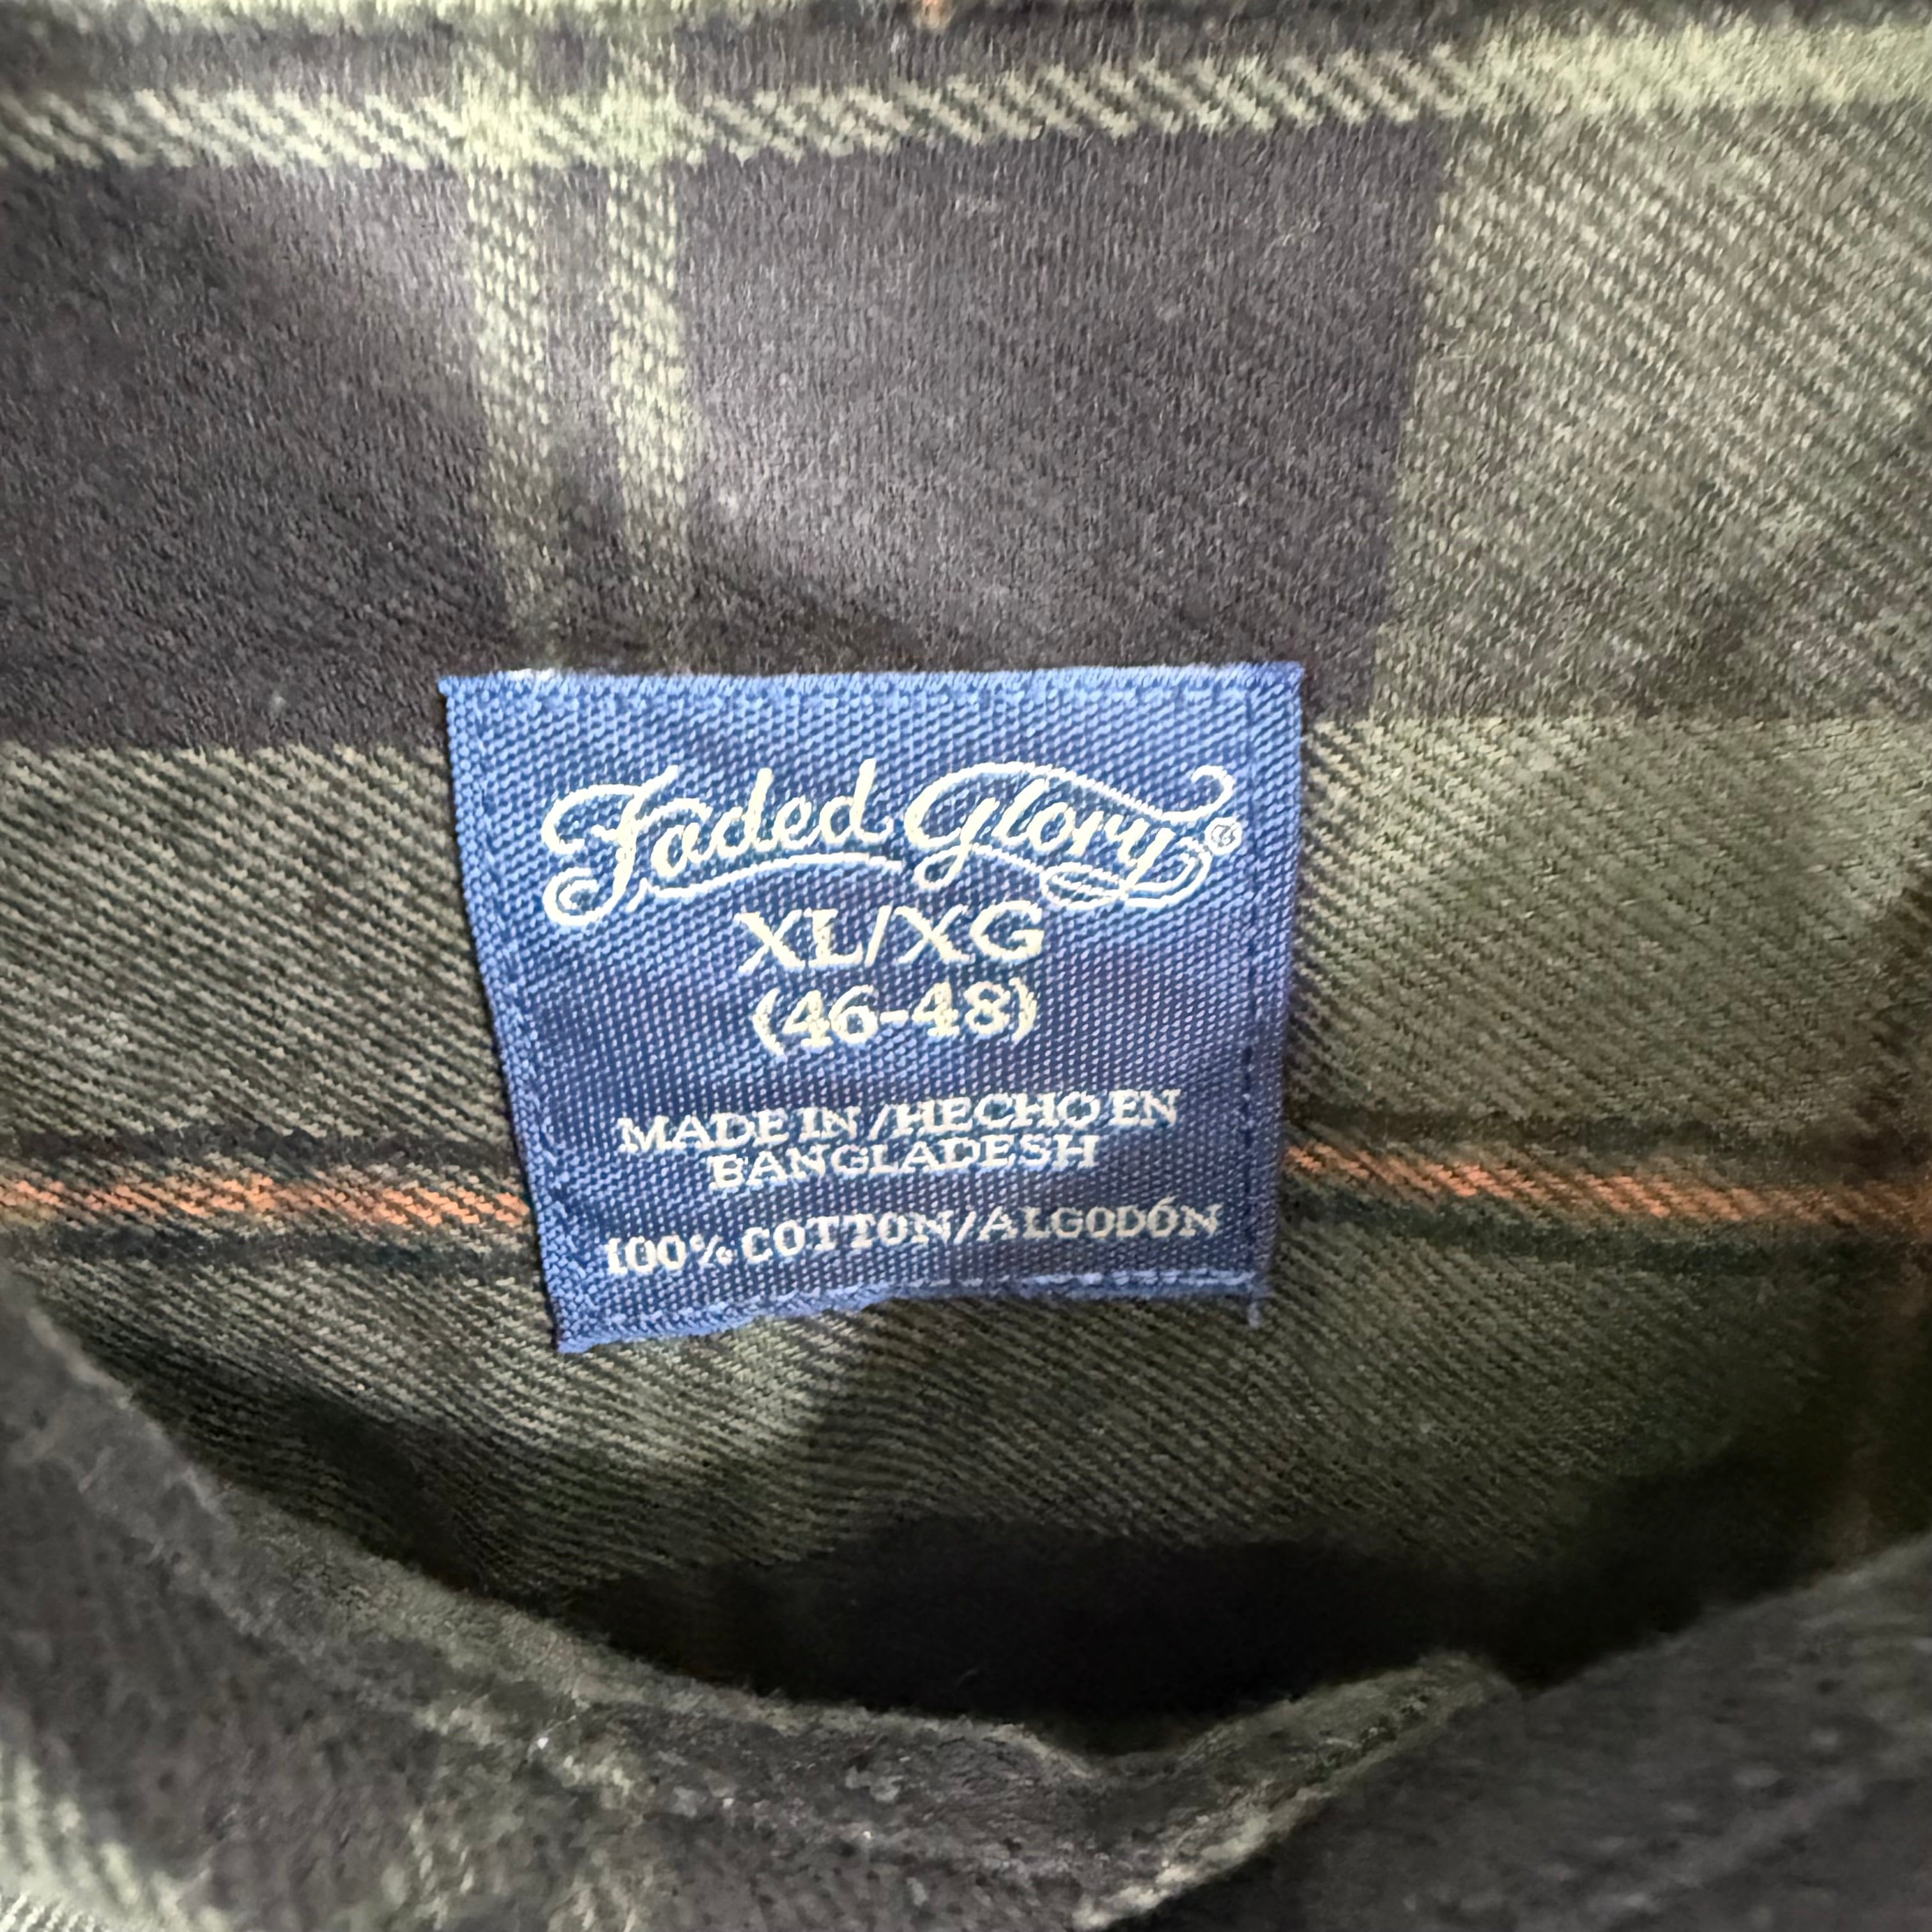 Faded Glory®
XL/XG
(46-48)
MADE IN/HECHO EN
BANGLADESH
100% COTTON/ALGODÓN